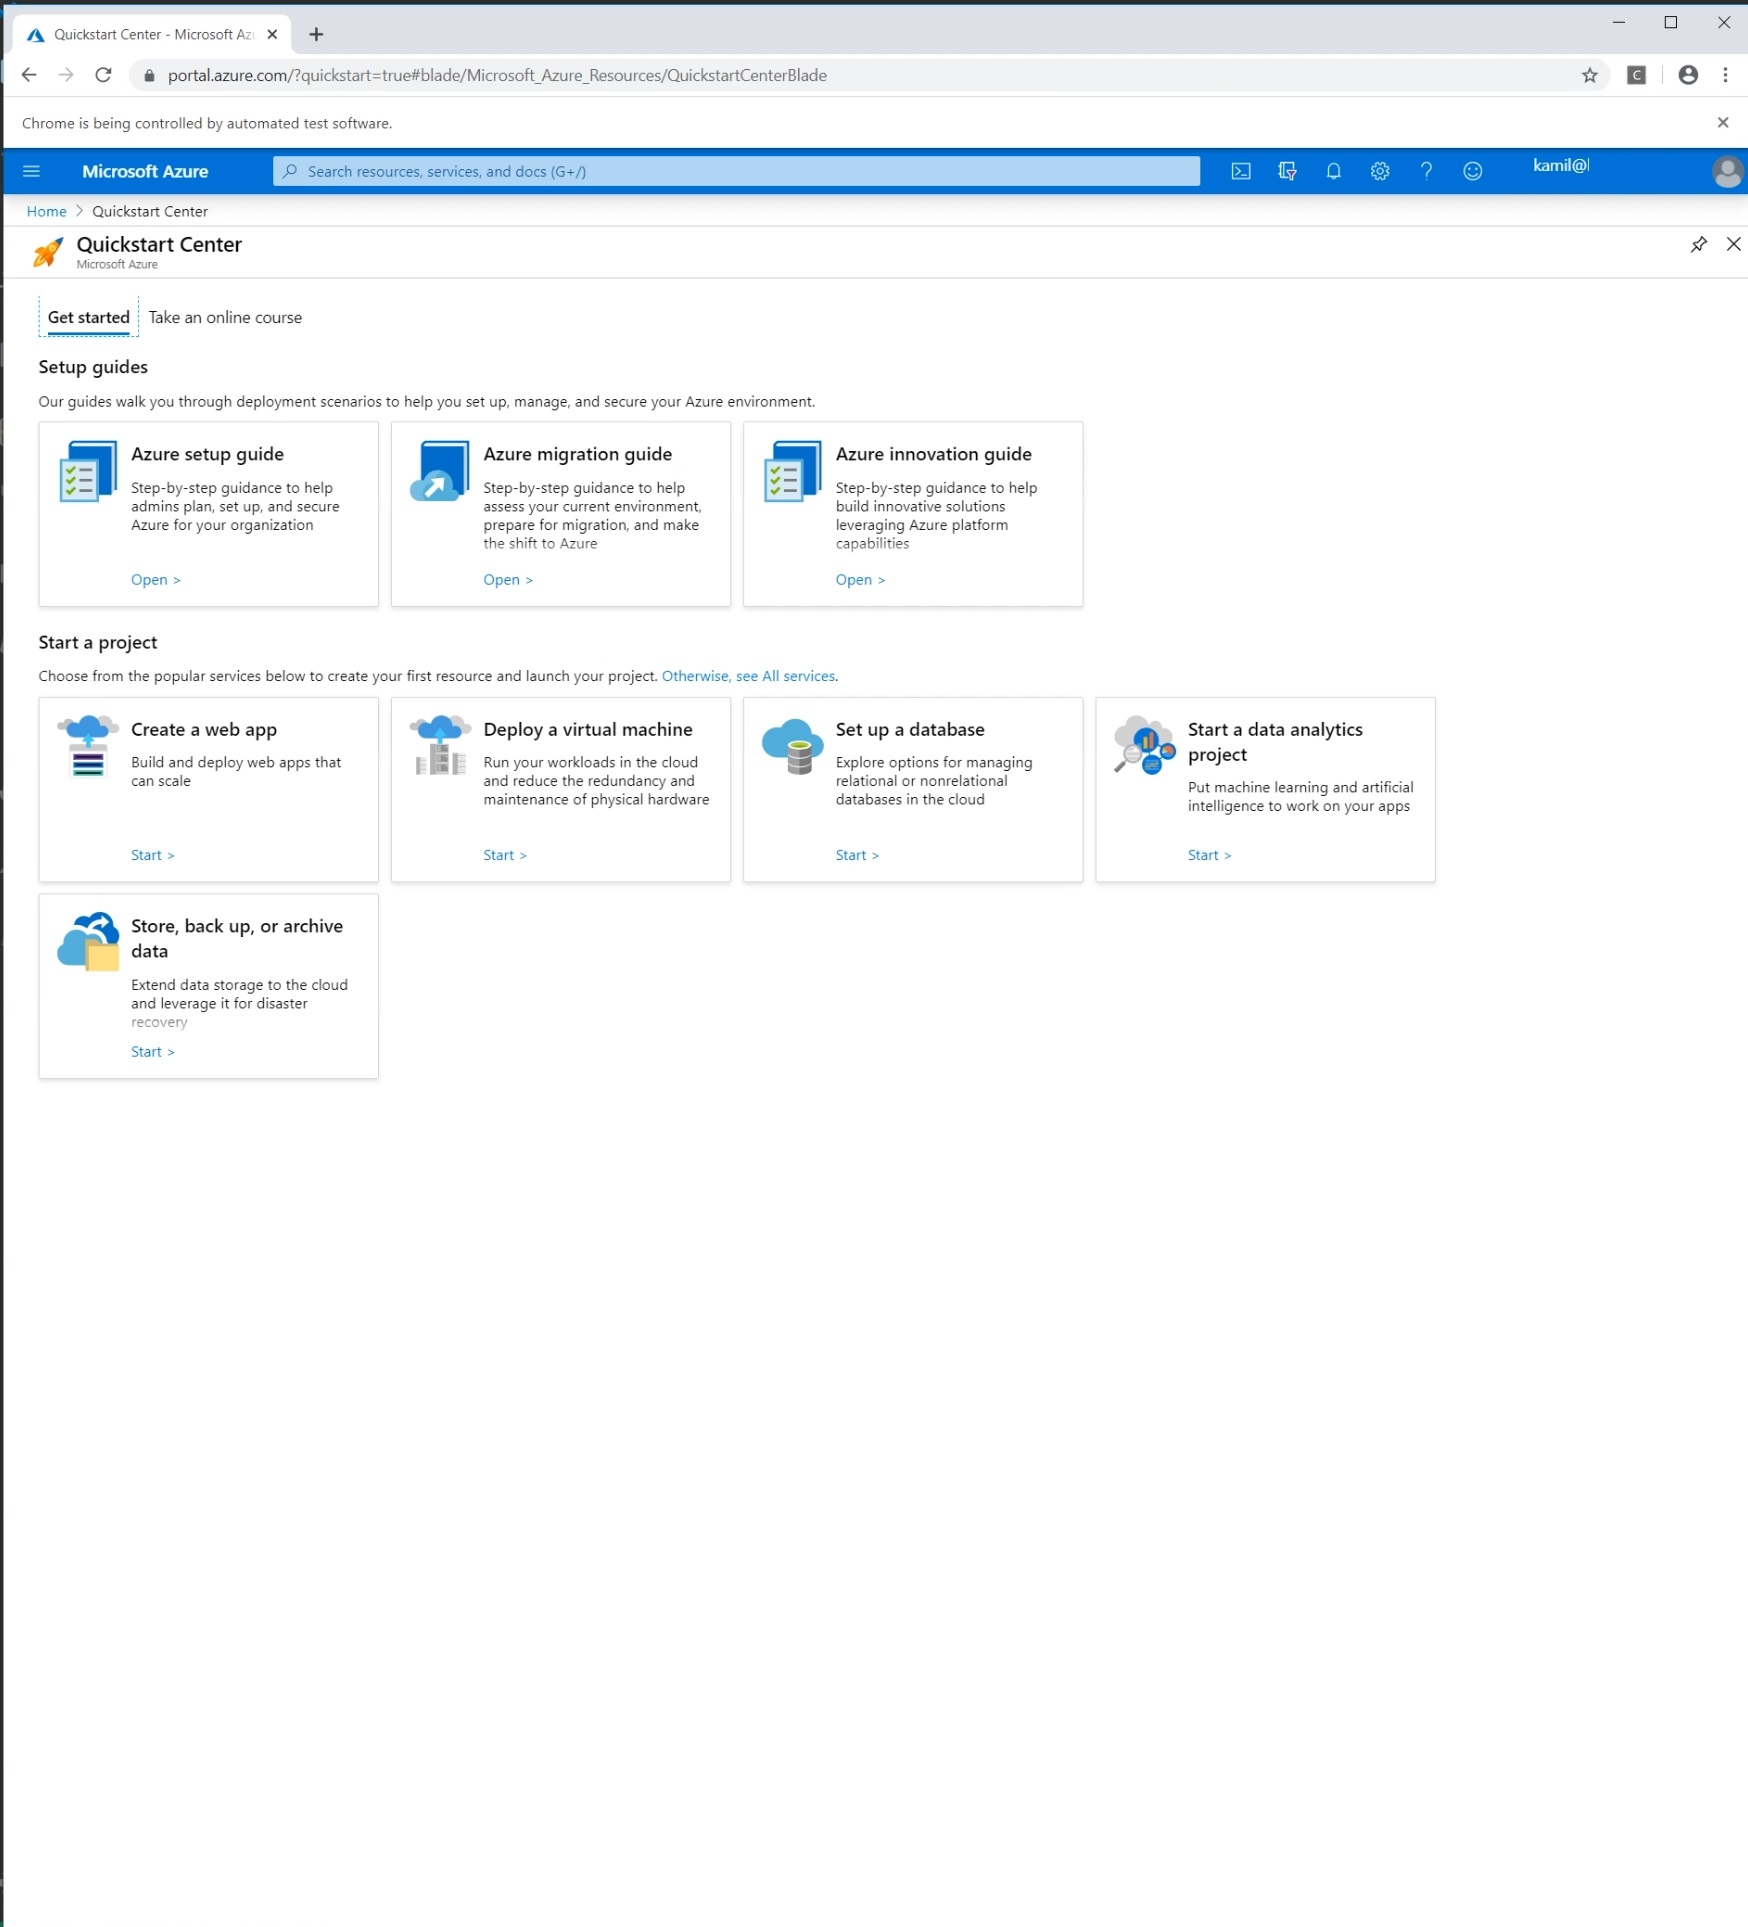 Quickstart Center - Microsoft Az
portal.azure.com/?quickstart=true#blade/Microsoft_Azure_Resources/QuickstartCenterBlade
C
Chrome is being controlled by automated test software.
Microsoft Azure
Search resources, services, and docs (G+/)
kamil@
Home > Quickstart Center
Quickstart Center
Microsoft Azure
Get started
Take an online course
Setup guides
Our guides walk you through deployment scenarios to help you set up, manage, and secure your Azure environment.
Azure setup guide
Step-by-step guidance to help
admins plan, set up, and secure
Azure for your organization
Open >
Azure migration guide
Step-by-step guidance to help
assess your current environment,
prepare for migration, and make
the shift to Azure
Open >
Azure innovation guide
Step-by-step guidance to help
build innovative solutions
leveraging Azure platform
capabilities
Open >
Start a project
Choose from the popular services below to create your first resource and launch your project. Otherwise, see All services.
Create a web app
Build and deploy web apps that
can scale
Start >
Deploy a virtual machine
Run your workloads in the cloud
and reduce the redundancy and
maintenance of physical hardware
Start >
Set up a database
Explore options for managing
relational or nonrelational
databases in the cloud
Start >
Start a data analytics
project
Put machine learning and artificial
intelligence to work on your apps
Start >
Store, back up, or archive
data
Extend data storage to the cloud
and leverage it for disaster
recovery
Start >